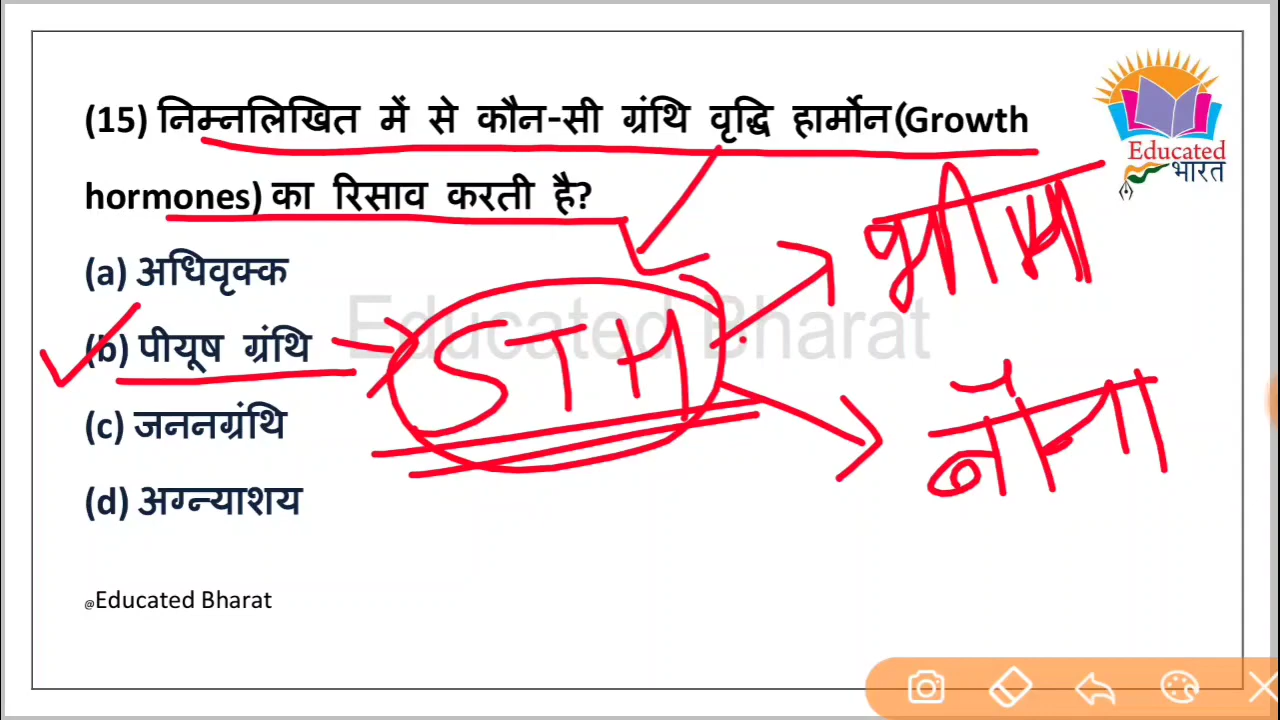 (15) निम्नलिखित में से कौन-सी ग्रंथि वृद्धि हार्मोन(Growth
hormones) का रिसाव करती है?
(a) अधिवृक्क
(b) पीयूष ग्रंथि
(c) जननग्रंथि
(d) अग्न्याशय
STH
बौना
Educated Bharat
@Educated Bharat
Educated
भारत